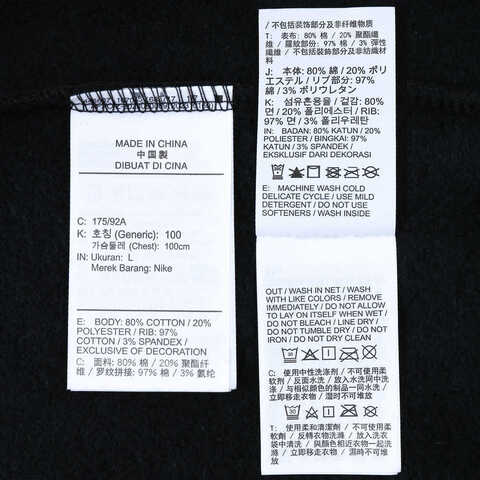 MADE IN CHINA
中国製
DIBUAT DI CINA
C: 175/92A
K: 호칭 (Generic): 100
가슴둘레 (Chest): 100cm
IN: Ukuran: L
Merek Barang: Nike
E: BODY: 80% COTTON / 20%
POLYESTER / RIB: 97%
COTTON / 3% SPANDEX /
EXCLUSIVE OF DECORATION
C: 面料: 80% 棉 / 20% 聚酯纤
维 / 罗纹拼接: 97% 棉 / 3% 氨纶
/ 不包括装饰部分及非纤维物质
T: 表布: 80% 棉 / 20% 聚酯纖
維 / 羅紋: 97% 棉 / 3% 彈性
纖維 / 不包括裝飾部分及非紡織材
料
J: 本体: 80% 綿 / 20% ポリ
エステル / リブ部分: 97%
綿 / 3% ポリウレタン
K: 섬유혼용율 / 겉감: 80%
면 / 20% 폴리에스터 / RIB:
97% 면 / 3% 폴리우레탄
IN: BADAN: 80% KATUN / 20%
POLIESTER / BINGKAI: 97%
KATUN / 3% SPANDEX /
EKSKLUSIF DARI DEKORASI
E: MACHINE WASH COLD
DELICATE CYCLE / USE MILD
DETERGENT / DO NOT USE
SOFTENERS / WASH INSIDE
OUT / WASH IN NET / WASH
WITH LIKE COLORS / REMOVE
IMMEDIATELY / DO NOT ALLOW
TO LAY ON ITSELF WHEN WET /
DO NOT BLEACH / LINE DRY /
DO NOT TUMBLE DRY / DO NOT
IRON / DO NOT DRY CLEAN
C: 使用中性洗涤剂 / 不可使用柔
软剂 / 反面水洗 / 放入水洗网中洗
涤 / 与相似颜色的制品一同水洗 /
立即移走衣物 / 湿时不可堆放
T: 使用柔和清潔劑 / 不可使用柔
軟劑 / 反轉衣物洗滌 / 放入洗衣
袋中清洗 / 與顏色相近衣物一起洗滌
/ 立即移走衣物 / 濕時不可堆放